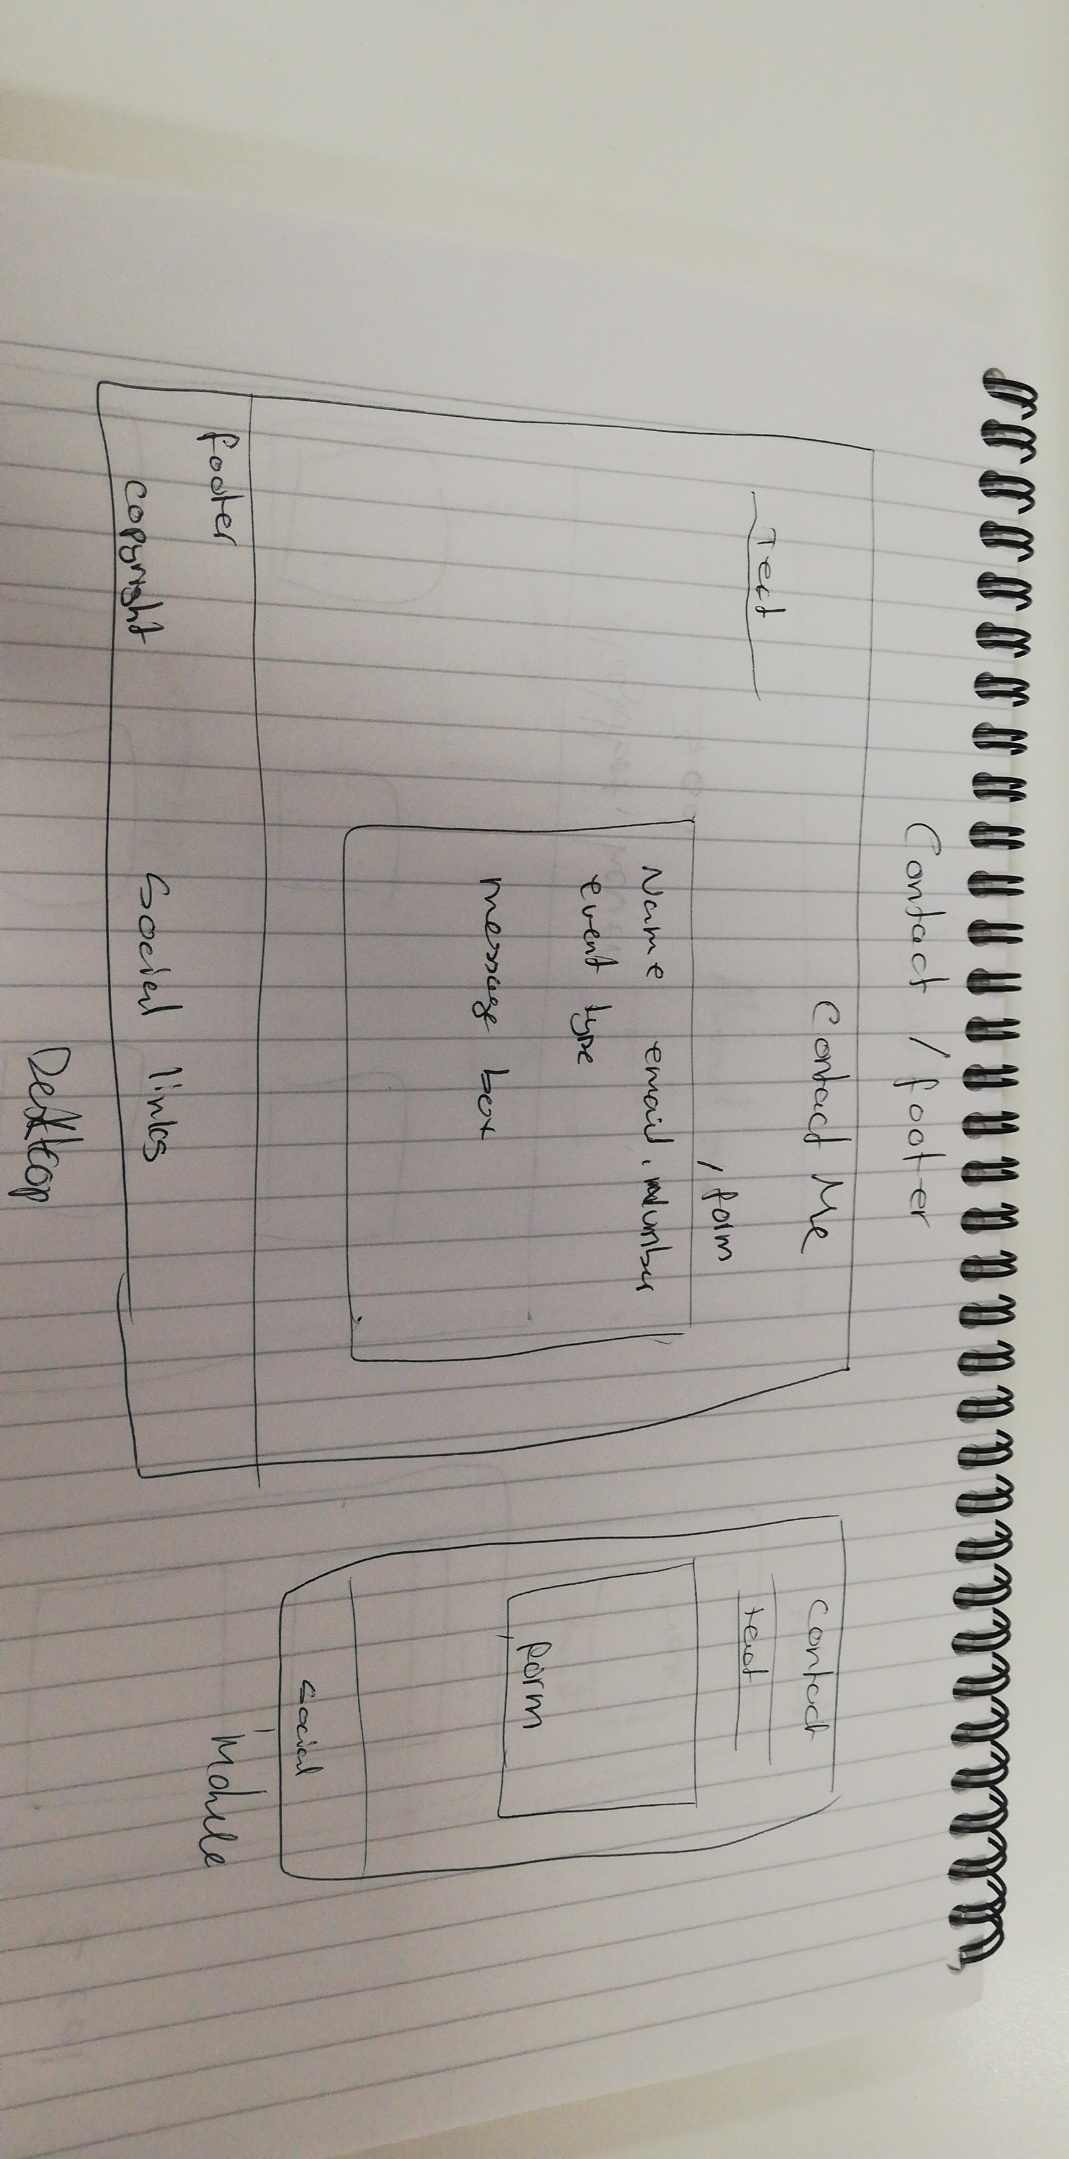 Contact / footer
Contact Me
Text
/ form
Name email, number
event type
message box
footer
copyright
Social links
Desktop
Contact
text
form
social
Mobile